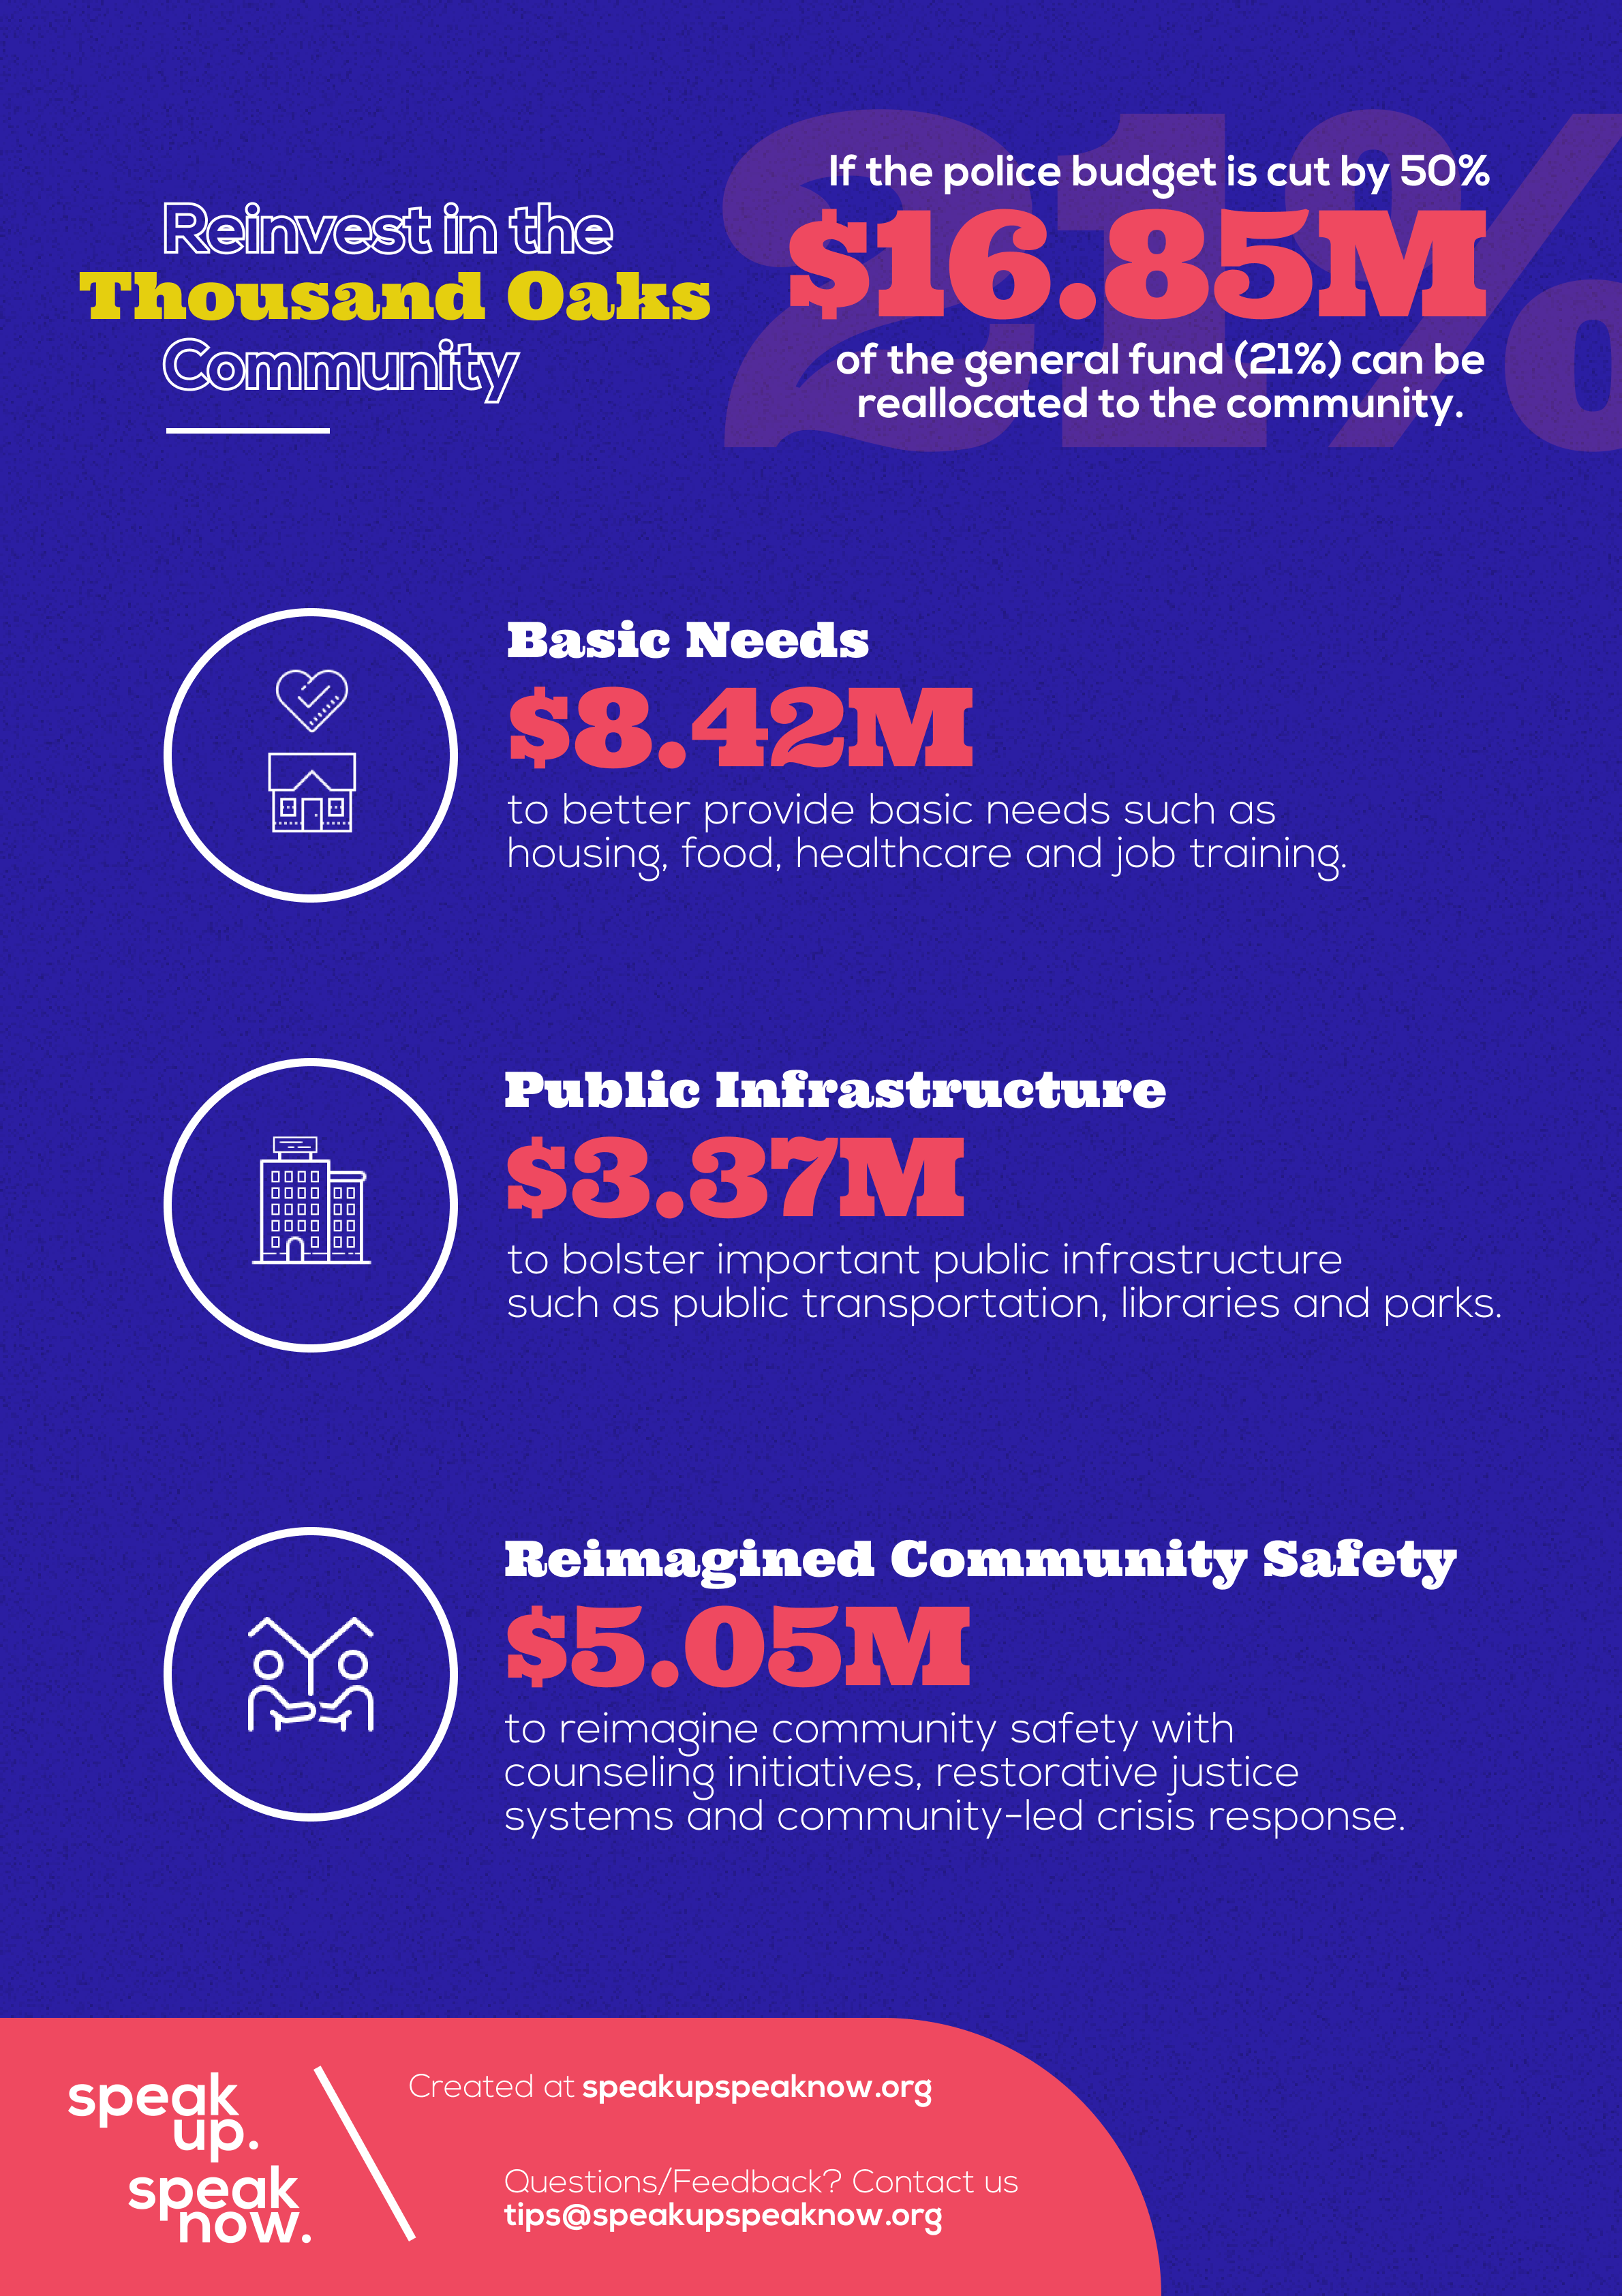 Reinvest in the
Thousand Oaks
Community
21%
If the police budget is cut by 50%
$16.85M
of the general fund (21%) can be
reallocated to the community.
Basic Needs
$8.42M
to better provide basic needs such as
housing, food, healthcare and job training.
Public Infrastructure
$3.37M
to bolster important public infrastructure
such as public transportation, libraries and parks.
Reimagined Community Safety
$5.05M
to reimagine community safety with
counseling initiatives, restorative justice
systems and community-led crisis response.
speak
up.
speak
now.
Created at speakupspeaknow.org
Questions/Feedback? Contact us
tips@speakupspeaknow.org